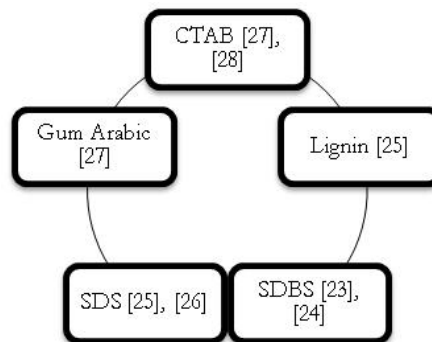 CTAB [27],
[28]
Gum Arabic
[27]
Lignin [25]
SDS [25], [26]
SDBS [23],
[24]